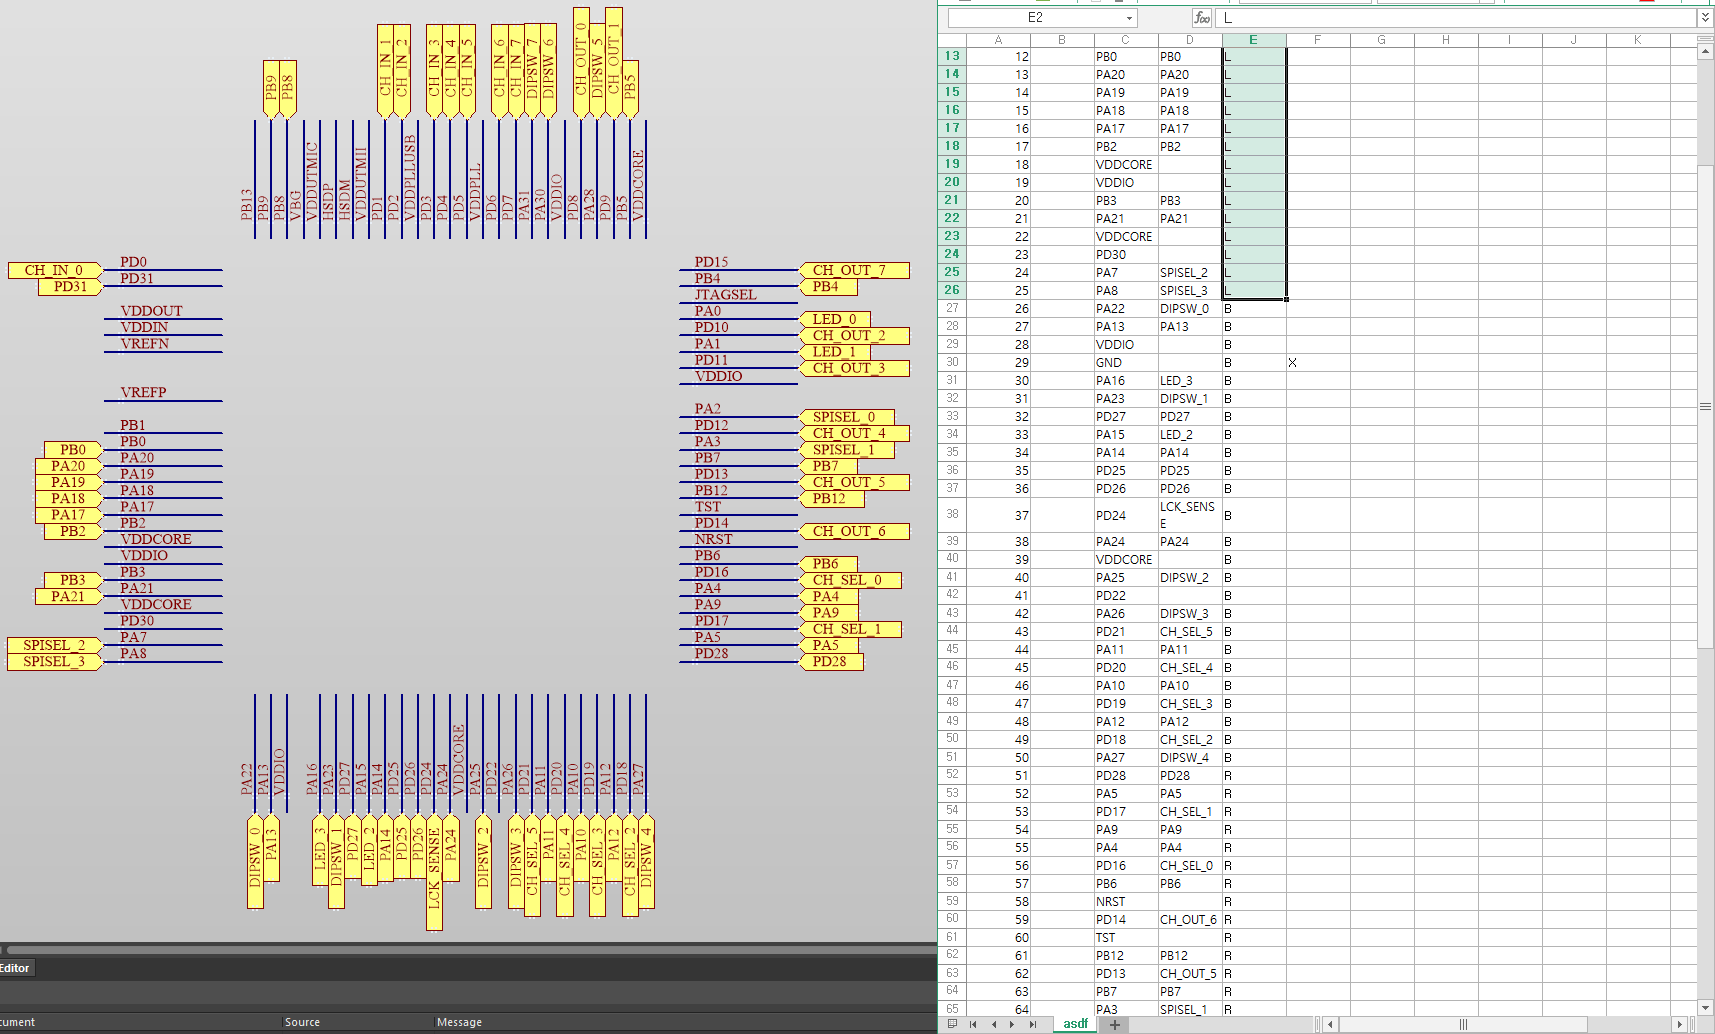 CH_IN_1
CH_IN_2
CH_IN_3
CH_IN_4
CH_IN_5
CH_IN_6
CH_IN_7
DIPSW_7
DIPSW_6
CH_OUT_0
DIPSW_5
CH_OUT_1
PB9
PB8
PB5
PB13
PB9
PB8
VBG
VDDUTMIC
HSDP
HSDM
VDDUTMII
PD1
PD2
VDDPLLUSB
PD3
PD4
PD5
VDDPLL
PD6
PD7
PA31
PA30
VDDIO
PD8
PA28
PD9
PB5
VDDCORE
CH_IN_0 PD0
PD31 PD31
VDDOUT
VDDIN
VREFN
VREFP
PB1
PB0 PB0
PA20 PA20
PA19 PA19
PA18 PA18
PA17 PA17
PB2 PB2
VDDCORE
VDDIO
PB3 PB3
PA21 PA21
VDDCORE
PD30
SPISEL_2 PA7
SPISEL_3 PA8
PD15 CH_OUT_7
PB4 PB4
JTAGSEL
PA0 LED_0
PD10 CH_OUT_2
PA1 LED_1
PD11 CH_OUT_3
VDDIO
PA2 SPISEL_0
PD12 CH_OUT_4
PA3 SPISEL_1
PB7 PB7
PD13 CH_OUT_5
PB12 PB12
TST
PD14 CH_OUT_6
NRST
PB6 PB6
PD16 CH_SEL_0
PA4 PA4
PA9 PA9
PD17 CH_SEL_1
PA5 PA5
PD28 PD28
PA22
PA13
VDDIO
PA16
PA23
PD27
PA15
PA14
PD25
PD26
PD24
PA24
VDDCORE
PA25
PD22
PA26
PD21
PA11
PD20
PA10
PD19
PA12
PD18
PA27
DIPSW_0
PA13
LED_3
DIPSW_1
PD27
LED_2
PA14
PD25
PD26
LCK_SENSE
PA24
DIPSW_2
DIPSW_3
CH_SEL_5
PA11
CH_SEL_4
PA10
CH_SEL_3
PA12
CH_SEL_2
DIPSW_4
Editor
cument Source Message
E2 f(x) L
A B C D E F G H I J K
13 12 PB0 PB0 L
14 13 PA20 PA20 L
15 14 PA19 PA19 L
16 15 PA18 PA18 L
17 16 PA17 PA17 L
18 17 PB2 PB2 L
19 18 VDDCORE L
20 19 VDDIO L
21 20 PB3 PB3 L
22 21 PA21 PA21 L
23 22 VDDCORE L
24 23 PD30 L
25 24 PA7 SPISEL_2 L
26 25 PA8 SPISEL_3 L
27 26 PA22 DIPSW_0 B
28 27 PA13 PA13 B
29 28 VDDIO B
30 29 GND B X
31 30 PA16 LED_3 B
32 31 PA23 DIPSW_1 B
33 32 PD27 PD27 B
34 33 PA15 LED_2 B
35 34 PA14 PA14 B
36 35 PD25 PD25 B
37 36 PD26 PD26 B
38 37 PD24 LCK_SENS
E B
39 38 PA24 PA24 B
40 39 VDDCORE B
41 40 PA25 DIPSW_2 B
42 41 PD22 B
43 42 PA26 DIPSW_3 B
44 43 PD21 CH_SEL_5 B
45 44 PA11 PA11 B
46 45 PD20 CH_SEL_4 B
47 46 PA10 PA10 B
48 47 PD19 CH_SEL_3 B
49 48 PA12 PA12 B
50 49 PD18 CH_SEL_2 B
51 50 PA27 DIPSW_4 B
52 51 PD28 PD28 R
53 52 PA5 PA5 R
54 53 PD17 CH_SEL_1 R
55 54 PA9 PA9 R
56 55 PA4 PA4 R
57 56 PD16 CH_SEL_0 R
58 57 PB6 PB6 R
59 58 NRST R
60 59 PD14 CH_OUT_6 R
61 60 TST R
62 61 PB12 PB12 R
63 62 PD13 CH_OUT_5 R
64 63 PB7 PB7 R
65 64 PA3 SPISEL_1 R
asdf